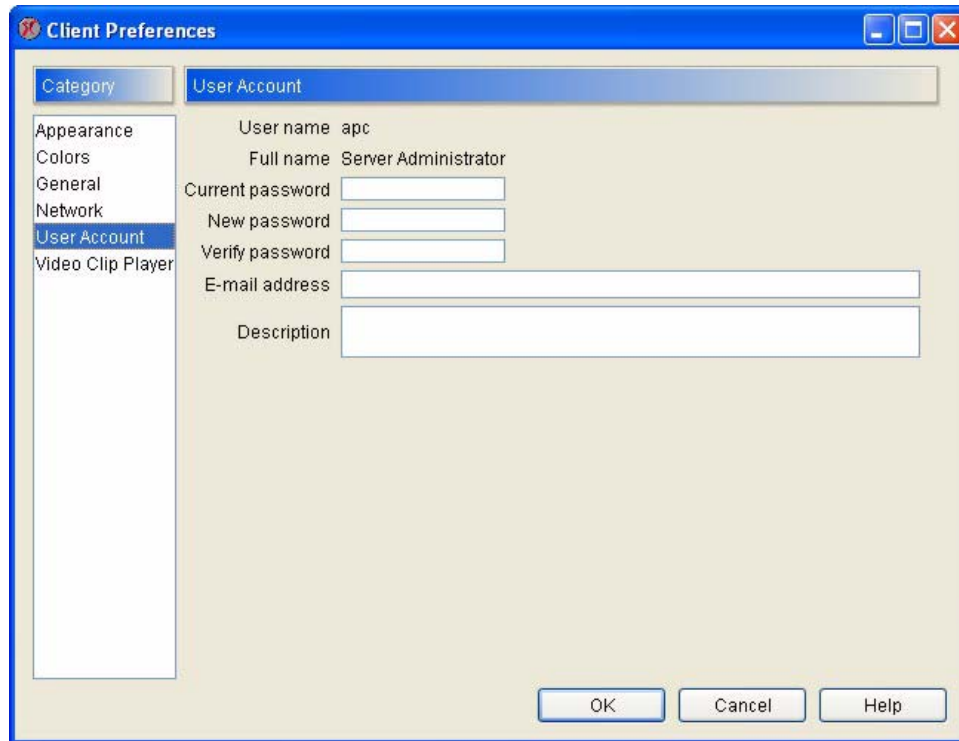 Client Preferences
Category
User Account
Appearance
Colors
General
Network
User Account
Video Clip Player
User name apc
Full name Server Administrator
Current password
New password
Verify password
E-mail address
Description
OK
Cancel
Help